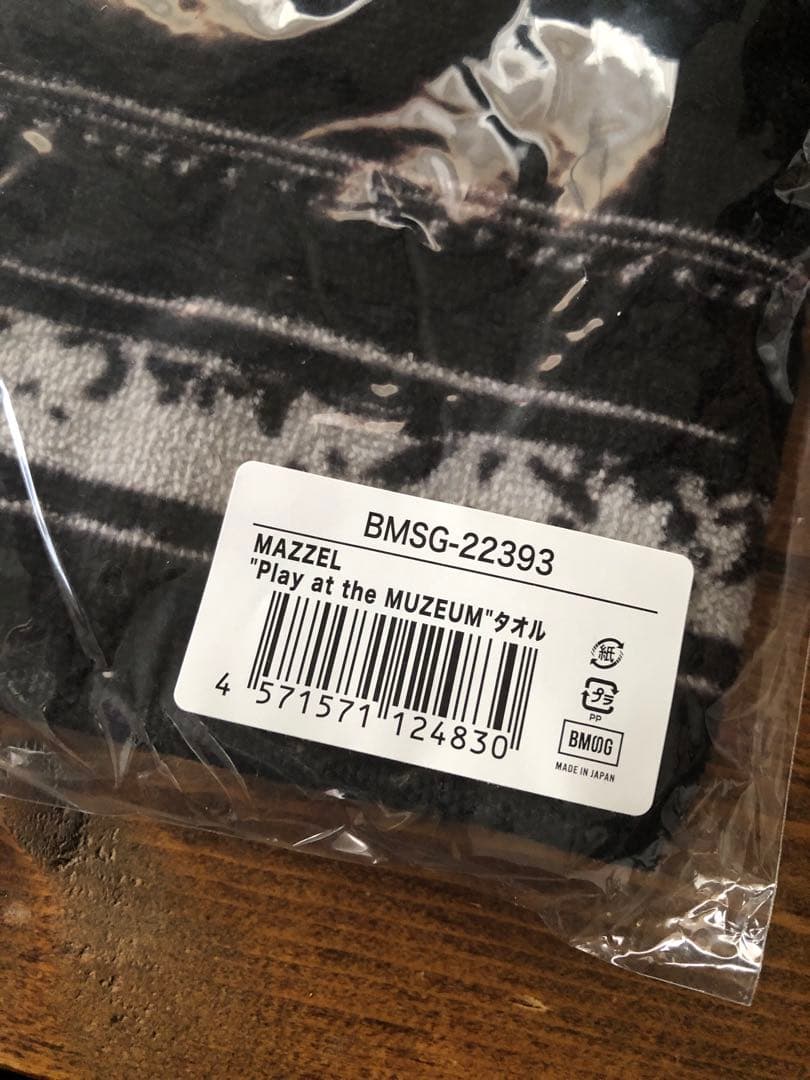 BMSG-22393
MAZZEL
"Play at the MUZEUM"タオル
4 571571 124830
紙
プラ
PP
BMSG
MADE IN JAPAN